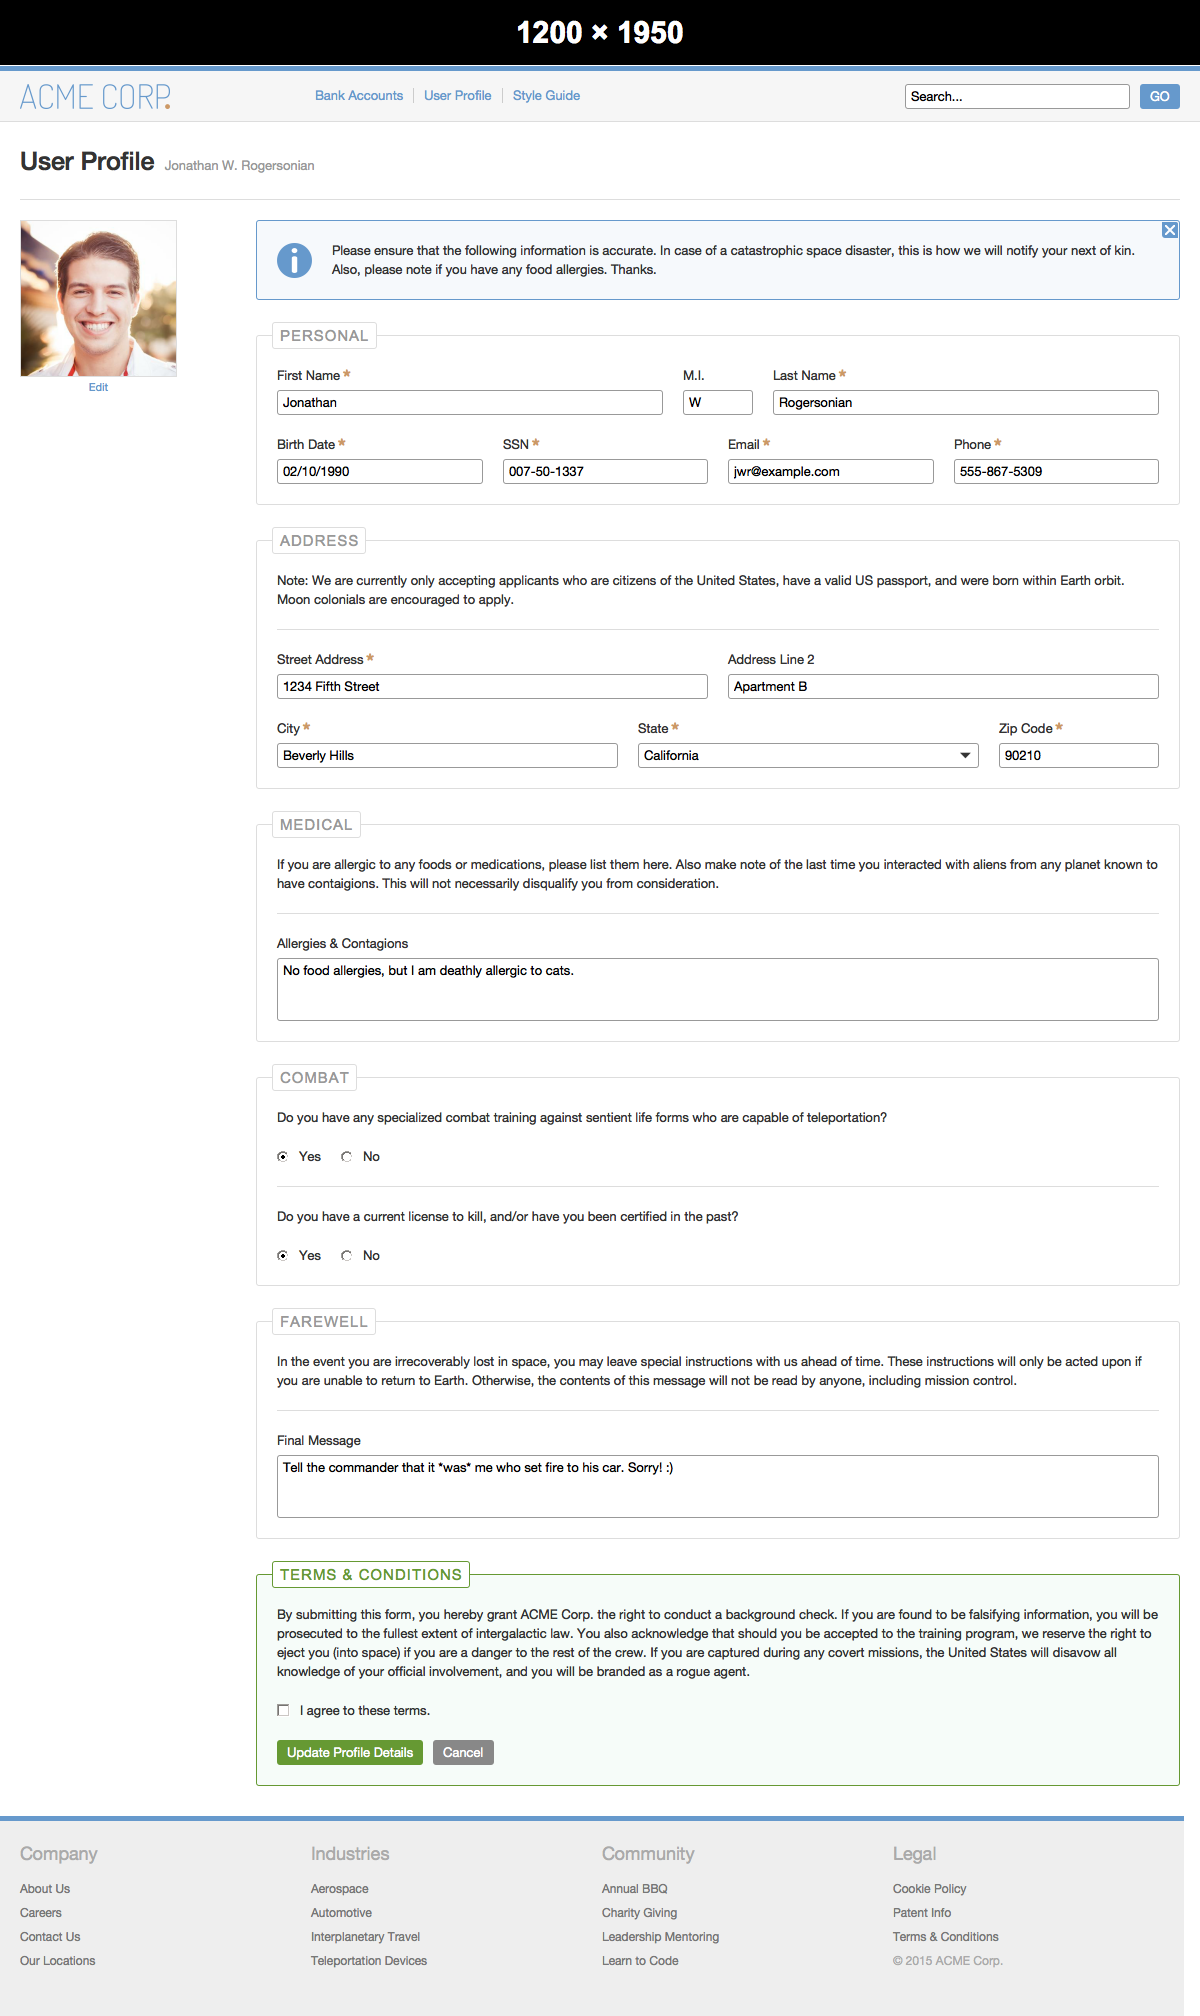 1200 × 1950
ACME CORP.
Bank Accounts User Profile Style Guide Search... GO
User Profile Jonathan W. Rogersonian
Please ensure that the following information is accurate. In case of a catastrophic space disaster, this is how we will notify your next of kin.
Also, please note if you have any food allergies. Thanks.
Edit
PERSONAL
First Name * M.I. Last Name *
Jonathan W Rogersonian
Birth Date * SSN * Email * Phone *
02/10/1990 007-50-1337 jwr@example.com 555-867-5309
ADDRESS
Note: We are currently only accepting applicants who are citizens of the United States, have a valid US passport, and were born within Earth orbit.
Moon colonials are encouraged to apply.
Street Address * Address Line 2
1234 Fifth Street Apartment B
City * State * Zip Code *
Beverly Hills California 90210
MEDICAL
If you are allergic to any foods or medications, please list them here. Also make note of the last time you interacted with aliens from any planet known to
have contaigions. This will not necessarily disqualify you from consideration.
Allergies & Contagions
No food allergies, but I am deathly allergic to cats.
COMBAT
Do you have any specialized combat training against sentient life forms who are capable of teleportation?
Yes No
Do you have a current license to kill, and/or have you been certified in the past?
Yes No
FAREWELL
In the event you are irrecoverably lost in space, you may leave special instructions with us ahead of time. These instructions will only be acted upon if
you are unable to return to Earth. Otherwise, the contents of this message will not be read by anyone, including mission control.
Final Message
Tell the commander that it *was* me who set fire to his car. Sorry! :)
TERMS & CONDITIONS
By submitting this form, you hereby grant ACME Corp. the right to conduct a background check. If you are found to be falsifying information, you will be
prosecuted to the fullest extent of intergalactic law. You also acknowledge that should you be accepted to the training program, we reserve the right to
eject you (into space) if you are a danger to the rest of the crew. If you are captured during any covert missions, the United States will disavow all
knowledge of your official involvement, and you will be branded as a rogue agent.
I agree to these terms.
Update Profile Details Cancel
Company Industries Community Legal
About Us Aerospace Annual BBQ Cookie Policy
Careers Automotive Charity Giving Patent Info
Contact Us Interplanetary Travel Leadership Mentoring Terms & Conditions
Our Locations Teleportation Devices Learn to Code © 2015 ACME Corp.